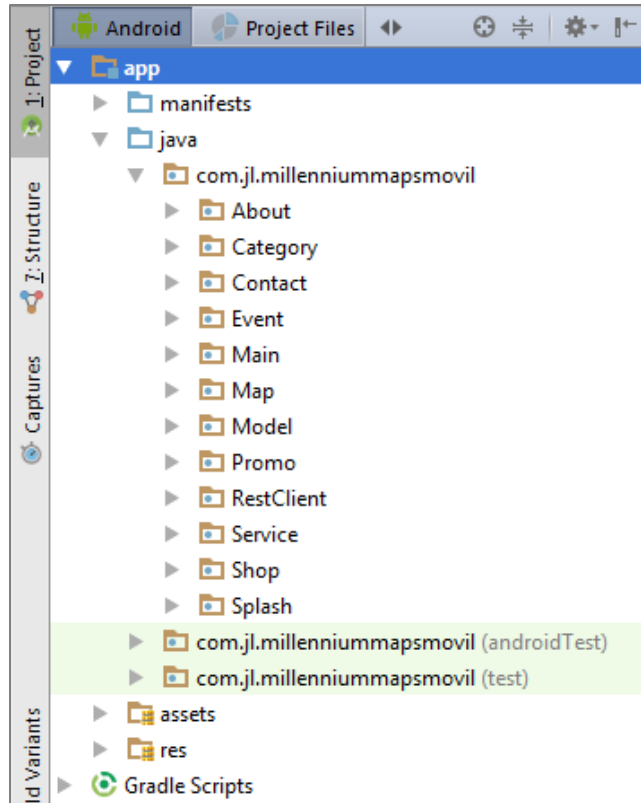 Android Project Files
1: Project
7: Structure
Captures
ld Variants
app
manifests
java
com.jl.millenniummapsmovil
About
Category
Contact
Event
Main
Map
Model
Promo
RestClient
Service
Shop
Splash
com.jl.millenniummapsmovil (androidTest)
com.jl.millenniummapsmovil (test)
assets
res
Gradle Scripts